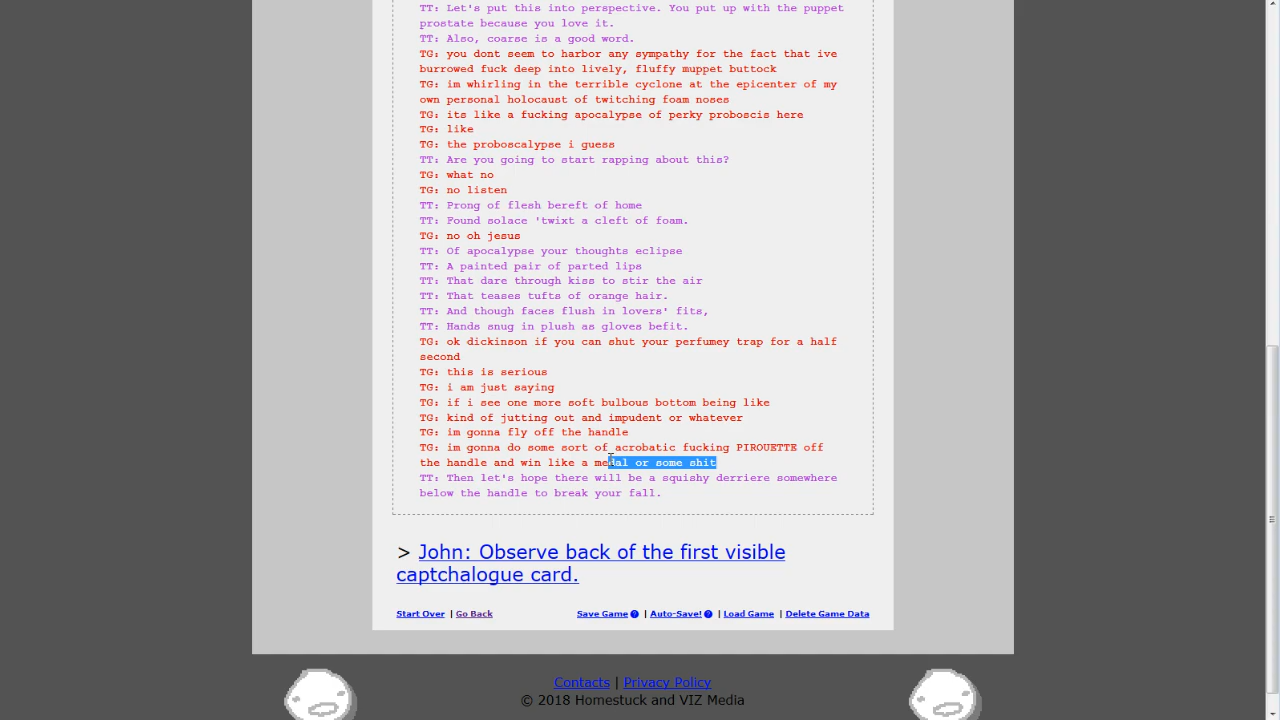 TT: Let's put this into perspective. You put up with the puppet
prostate because you love it.
TT: Also, coarse is a good word.
TG: you dont seem to harbor any sympathy for the fact that ive
burrowed fuck deep into lively, fluffy muppet buttock
TG: im whirling in the terrible cyclone at the epicenter of my
own personal holocaust of twitching foam noses
TG: its like a fucking apocalypse of perky proboscis here
TG: like
TG: the proboscalypse i guess
TT: Are you going to start rapping about this?
TG: what no
TG: no listen
TT: Prong of flesh bereft of home
TT: Found solace 'twixt a cleft of foam.
TG: no oh jesus
TT: Of apocalypse your thoughts eclipse
TT: A painted pair of parted lips
TT: That dare through kiss to stir the air
TT: That teases tufts of orange hair.
TT: And though faces flush in lovers' fits,
TT: Hands snug in plush as gloves befit.
TG: ok dickinson if you can shut your perfumey trap for a half
second
TG: this is serious
TG: i am just saying
TG: if i see one more soft bulbous bottom being like
TG: kind of jutting out and impudent or whatever
TG: im gonna fly off the handle
TG: im gonna do some sort of acrobatic fucking PIROUETTE off
the handle and win like a medal or some shit
TT: Then let's hope there will be a squishy derriere somewhere
below the handle to break your fall.
> John: Observe back of the first visible
captchalogue card.
Start Over | Go Back Save Game ? | Auto-Save! ? | Load Game | Delete Game Data
Contacts | Privacy Policy
© 2018 Homestuck and VIZ Media